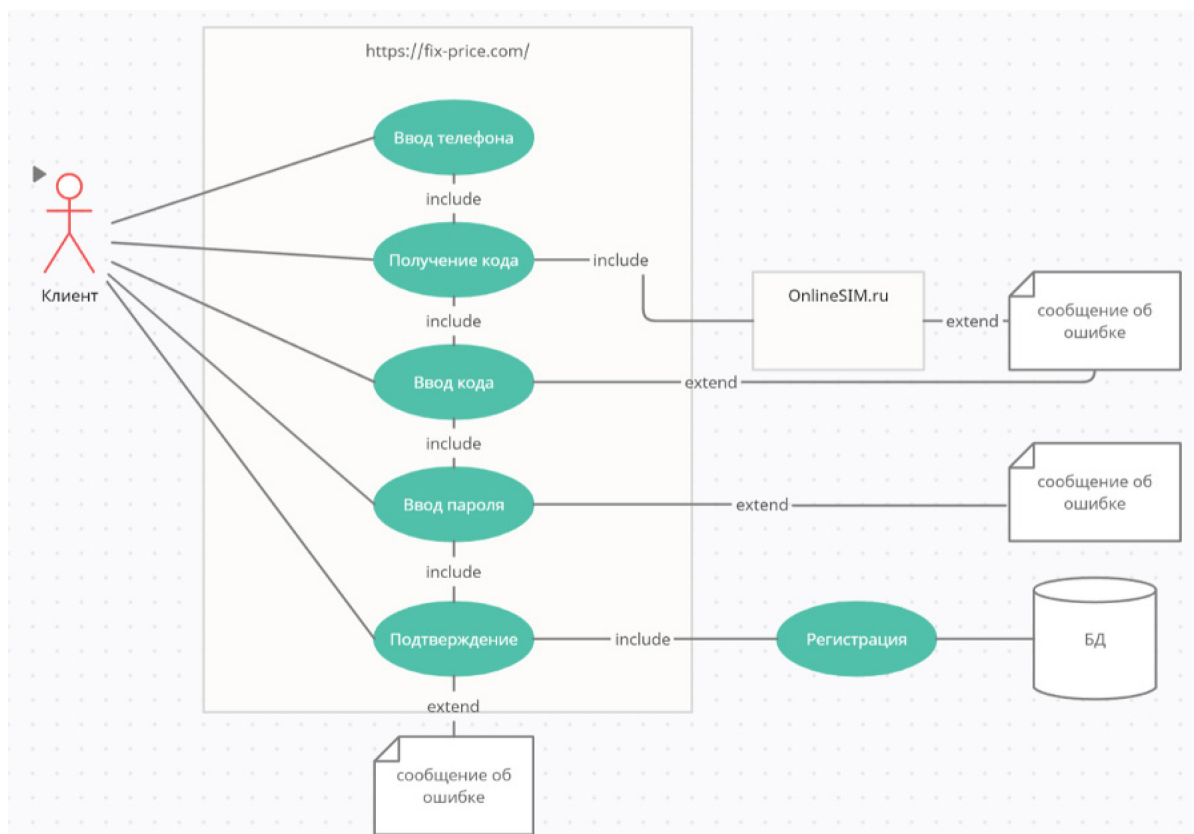 https://fix-price.com/
Ввод телефона
include
Получение кода
include
Клиент
OnlineSIM.ru
сообщение об
ошибке
include
extend
Ввод кода
extend
include
сообщение об
ошибке
Ввод пароля
extend
include
Подтверждение
include
Регистрация
БД
extend
сообщение об
ошибке